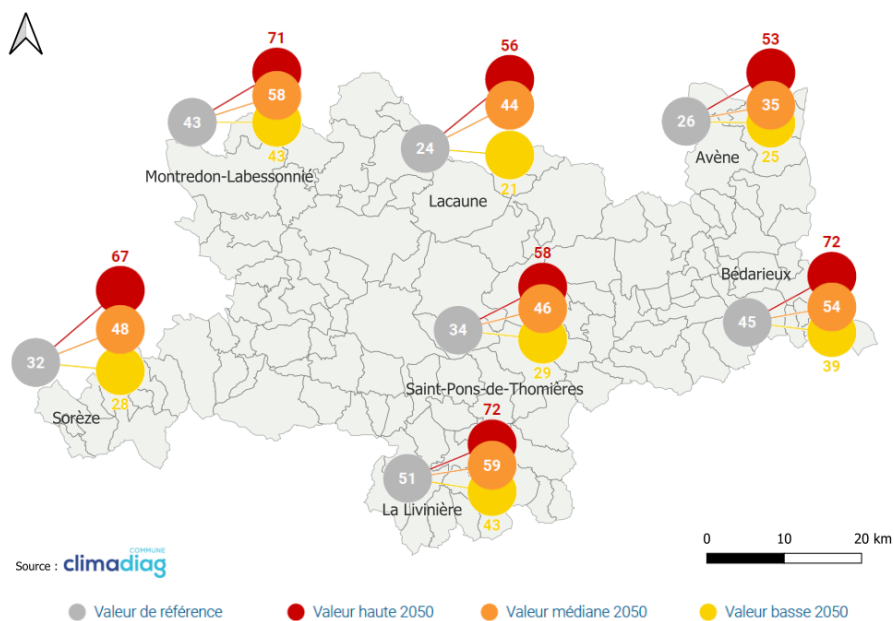 71
58
43
43
Montredon-Labessonnié
56
44
24
21
Lacaune
53
35
26
25
Avène
67
48
32
28
Sorèze
58
46
34
29
Saint-Pons-de-Thomières
Bédarieux
72
54
45
39
72
59
51
43
La Livinière
0 10 20 km
Source : climadiag
COMMUNE
Valeur de référence
Valeur haute 2050
Valeur médiane 2050
Valeur basse 2050